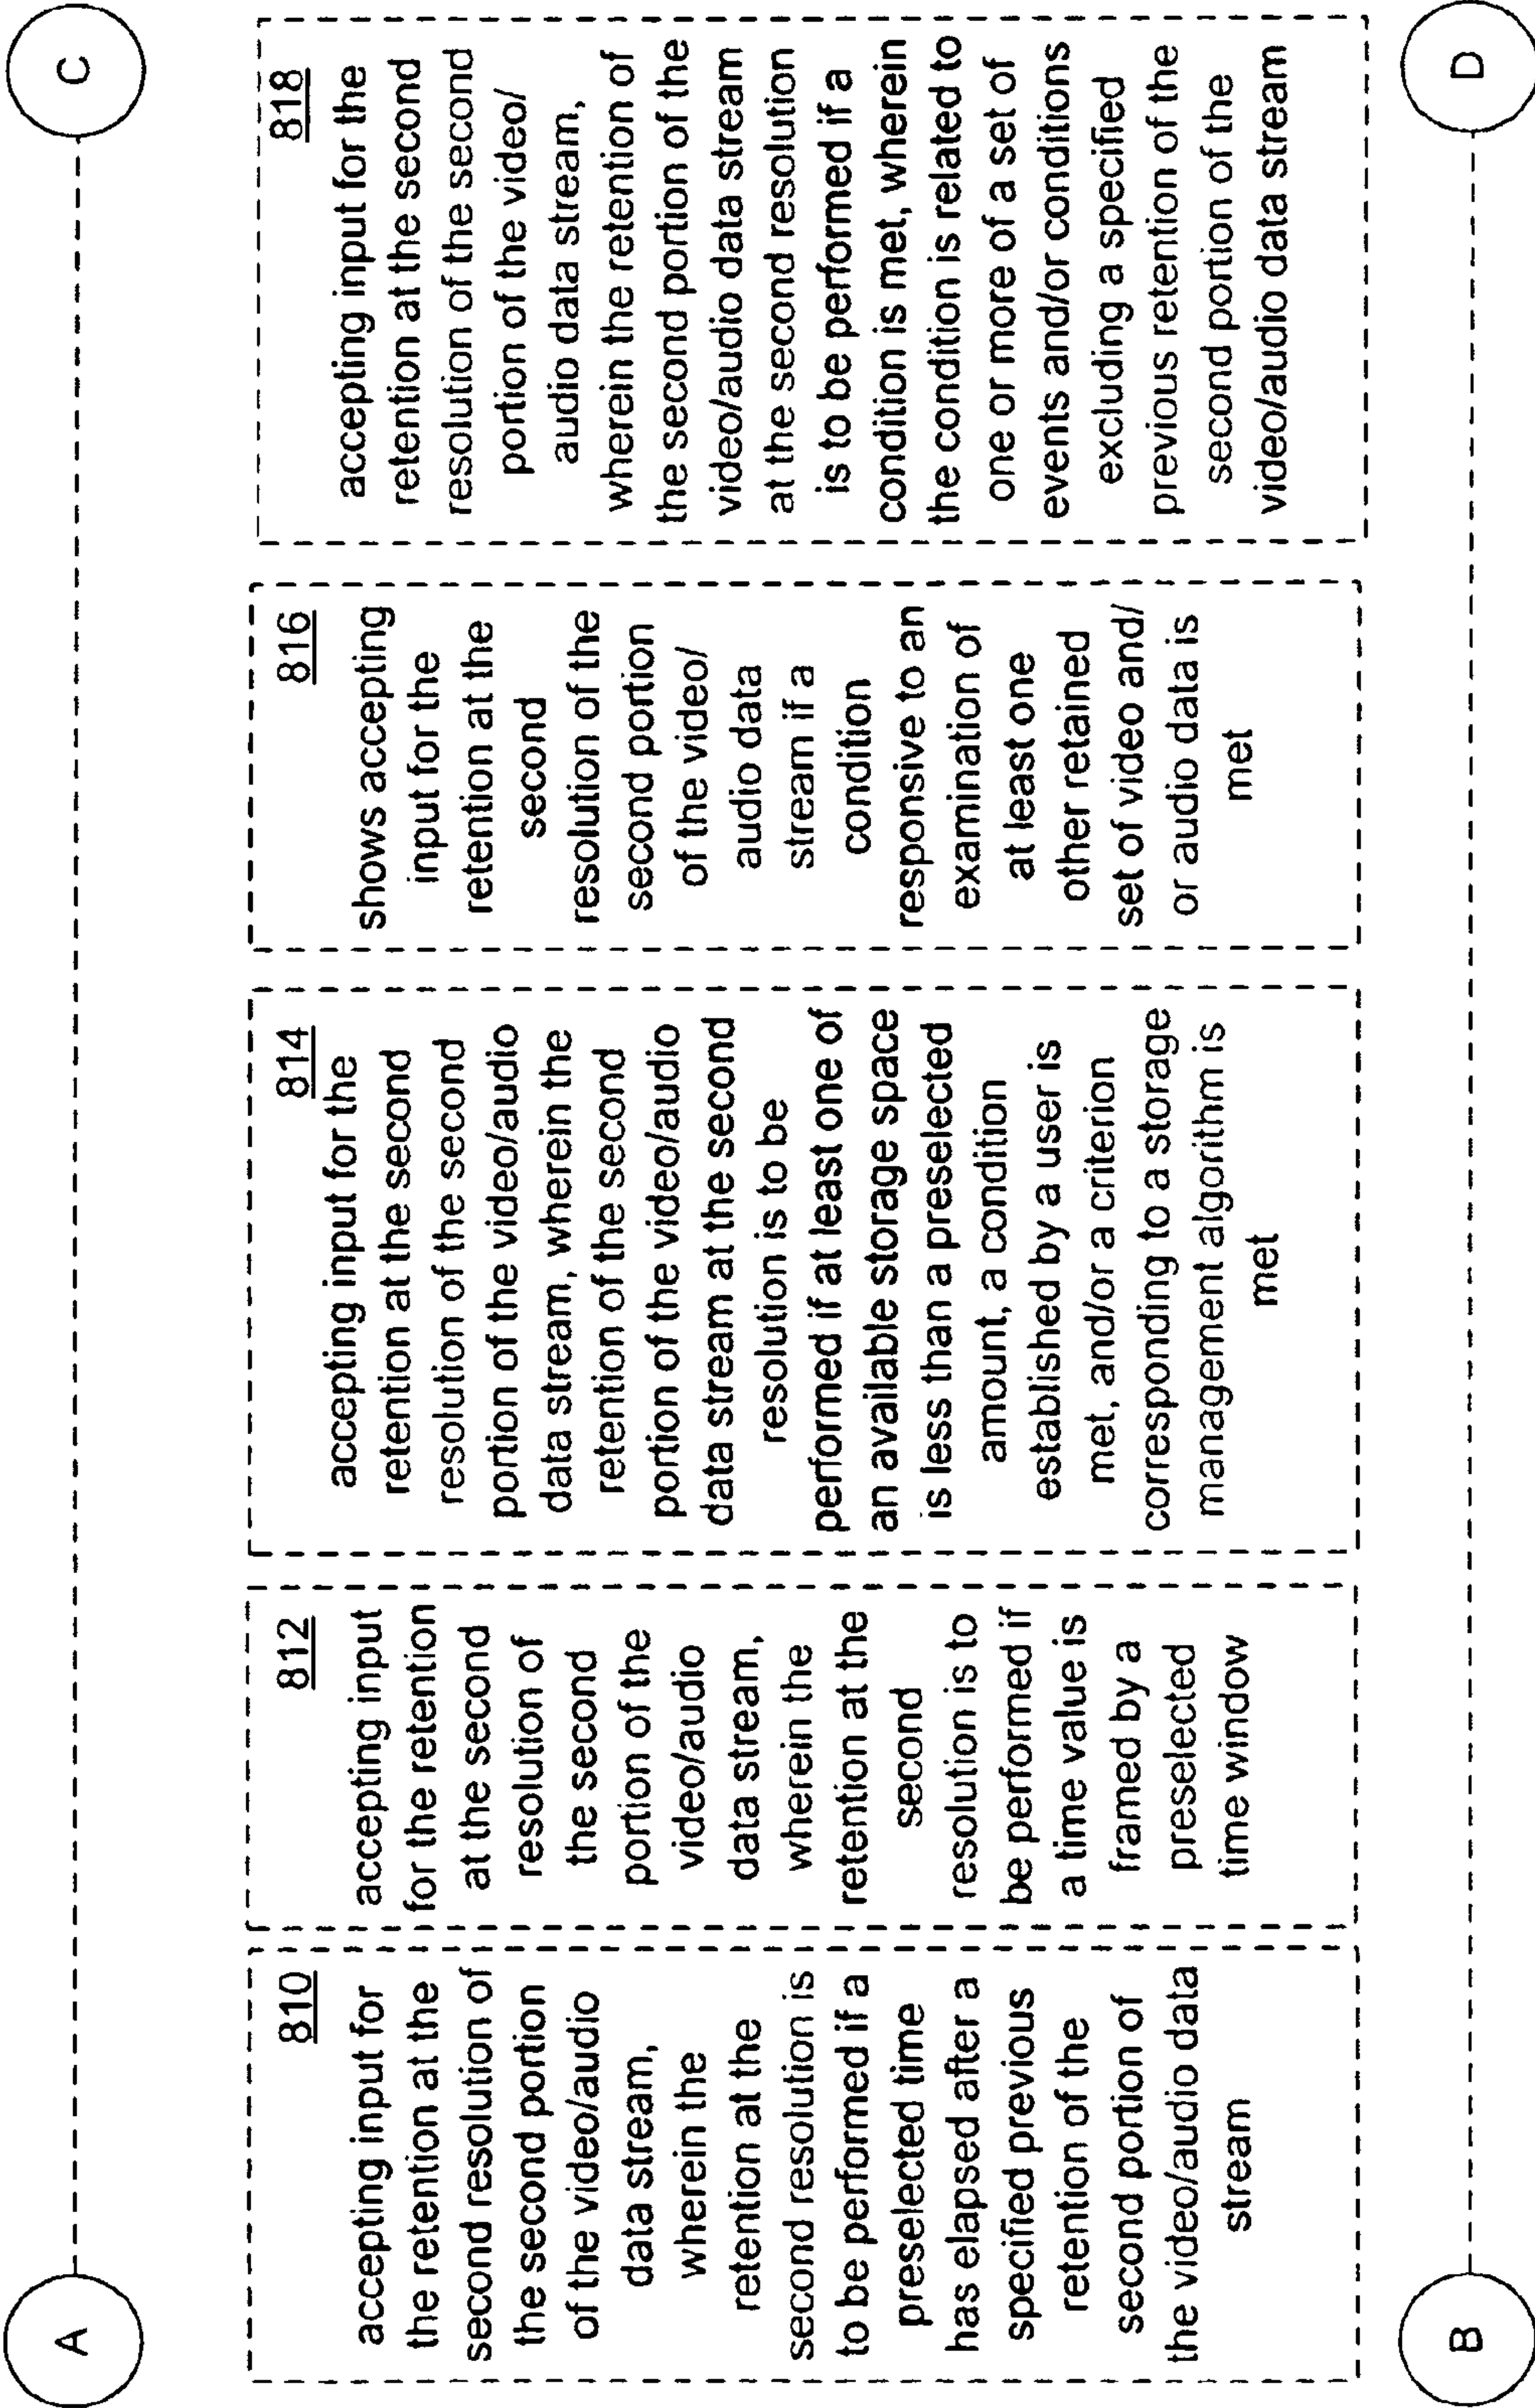 A
C
810
accepting input for
the retention at the
second resolution of
the second portion
of the video/audio
data stream,
wherein the
retention at the
second resolution is
to be performed if a
preselected time
has elapsed after a
specified previous
retention of the
second portion of
the video/audio data
stream
812
accepting input
for the retention
at the second
resolution of
the second
portion of the
video/audio
data stream,
wherein the
retention at the
second
resolution is to
be performed if
a time value is
framed by a
preselected
time window
814
accepting input for the
retention at the second
resolution of the second
portion of the video/audio
data stream, wherein the
retention of the second
portion of the video/audio
data stream at the second
resolution is to be
performed if at least one of
an available storage space
is less than a preselected
amount, a condition
established by a user is
met, and/or a criterion
corresponding to a storage
management algorithm is
met
816
shows accepting
input for the
retention at the
second
resolution of the
second portion
of the video/
audio data
stream if a
condition
responsive to an
examination of
at least one
other retained
set of video and/
or audio data is
met
818
accepting input for the
retention at the second
resolution of the second
portion of the video/
audio data stream,
wherein the retention of
the second portion of the
video/audio data stream
at the second resolution
is to be performed if a
condition is met, wherein
the condition is related to
one or more of a set of
events and/or conditions
excluding a specified
previous retention of the
second portion of the
video/audio data stream
B
D